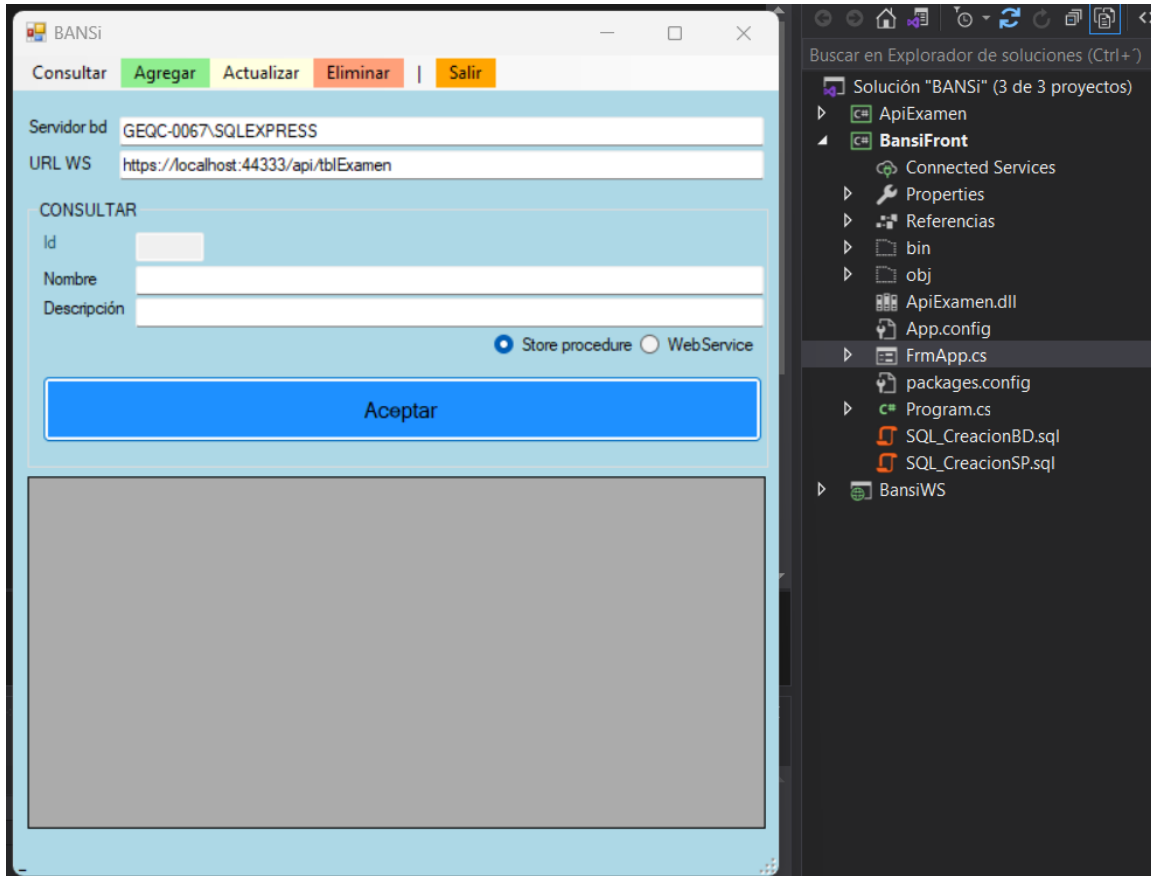 BANSi
Consultar Agregar Actualizar Eliminar | Salir
Servidor bd GEQC-0067\SQLEXPRESS
URL WS https://localhost:44333/api/tblExamen
CONSULTAR
Id
Nombre
Descripción
Store procedure WebService
Aceptar
Buscar en Explorador de soluciones (Ctrl+´)
Solución "BANSi" (3 de 3 proyectos)
ApiExamen
BansiFront
Connected Services
Properties
Referencias
bin
obj
ApiExamen.dll
App.config
FrmApp.cs
packages.config
Program.cs
SQL_CreacionBD.sql
SQL_CreacionSP.sql
BansiWS